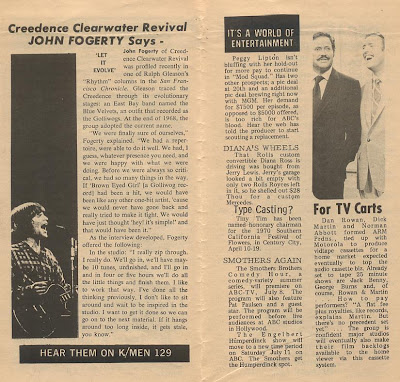 Creedence Clearwater Revival
JOHN FOGERTY Says -
'LET
IT
EVOLVE'
John Fogerty of Creed-
ence Clearwater Revival
was profiled recently in
one of Ralph Gleason's
"Rhythm" columns in the San Fran-
cisco Chronicle. Gleason traced the
Creedence through its evolutionary
stages: an East Bay band named the
Blue Velvets, an outfit recorded as
the Golliwogs. At the end of 1968, the
group adopted the current name.
"We were finally sure of ourselves,"
Fogerty explained. "We had a reper-
toire, were able to do it well. We had, I
guess, whatever presence you need, and
we were happy with what we were
doing. Before we were always so criti-
cal, we had so many things in the way.
If 'Brown Eyed Girl' [a Golliwog
record] had been a hit, we would have
been like any other one-hit artist, 'cause
we would never have gone back and
really tried to make it fight. We would
have just thought 'hey! it's simple!' and
that would have been it."
As the interview developed, Fogerty
offered the following:
In the studio: "I really zip through.
I really do. We'll go in, we'll have may-
be 10 tunes, unfinished, and I'll go in
and in four or five hours we'll do all
the little things and finish them. I like
to work that way. I've done all the
thinking previously, I don't like to sit
around and wait to be inspired in the
studio. I want to get it done so we can
go on to the next material. If it hangs
around too long inside, it gets stale,
you know."
HEAR THEM ON K/MEN 129
IT'S A WORLD OF
ENTERTAINMENT
Peggy Lipton isn't
bluffing with her hold-out
for more pay to continue
in "Mod Squad." Has two
other prospects; a pic deal
at 20th and an additional
pic deal brewing right now
with MGM. Her demand
for $7500 per episode, as
opposed to $5000 offered,
is too rich for ABC's
blood. Hear the web has
told the producer to start
scouting a replacement.
DIANA'S WHEELS
That Rolls custom
convertible Diana Ross is
driving was bought from
Jerry Lewis. Jerry's garage
looked a bit empty with
only two Rolls Royces left
in it, so he shelled out $28
Thou for a custom
Mercedes.
Type Casting?
Tiny Tim has been
named honorary chairman
for the 1970 Southern
California Festival of
Flowers, in Century City,
April 10-19.
SMOTHERS AGAIN
The Smothers Brothers
Comedy Hour, a
comedy-variety summer
series, will premiere on
ABC-TV, July 8. The
program will also feature
Pat Paulsen and a guest
star. The program will be
performed before live
audiences at ABC studios
in Hollywood.
The Engelbert
Humperdinck show will
move to a new time period
on Saturday July 11 on
ABC. The Smothers get
the Humperdinck spot.
For TV Carts
Dan Rowan, Dick
Martin and Norman
Abbott formed ARM
Prdns., with
Motorola to produce
vidtape cassettes for a
home market
expected eventually to top the
audio cassette biz. Already
set to tape 25 minute
shows are Jack Benny,
George Burns and, of
course, Rowan & Martin.
How to pay
performers? "A flat fee
plus royalties, like records,
explains Martin. But
there's no precedent set
yet"... The group is
confident major studios
will eventually also make
their film backlogs
available to the home
viewer via this cassette
system.